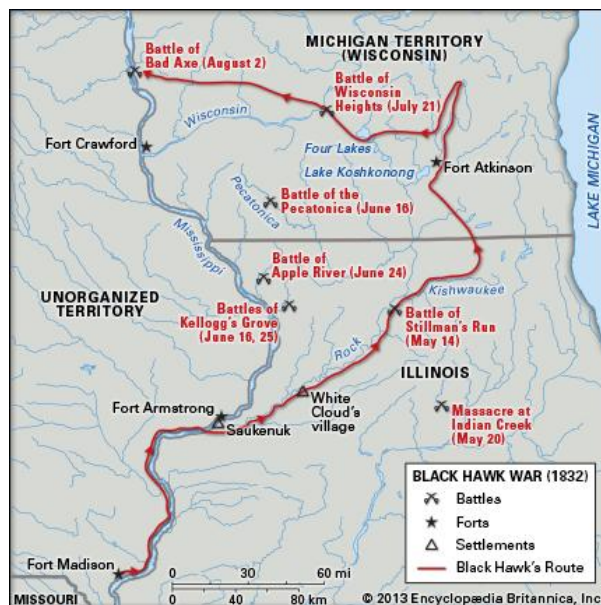 Battle of
Bad Axe (August 2)
MICHIGAN TERRITORY
(WISCONSIN)
Battle of
Wisconsin
Heights (July 21)
Wisconsin
Fort Crawford
Four Lakes
Lake Koshkonong
Fort Atkinson
LAKE MICHIGAN
Pecatonica
Battle of the
Pecatonica (June 16)
Mississippi
Battle of
Apple River (June 24)
UNORGANIZED
TERRITORY
Battles of
Kellogg's Grove
(June 16, 25)
Kishwaukee
Battle of
Stillman's Run
(May 14)
Rock
ILLINOIS
Fort Armstrong
Saukenuk
White
Cloud's
village
Massacre at
Indian Creek
(May 20)
BLACK HAWK WAR (1832)
Battles
Forts
Settlements
Black Hawk's Route
Fort Madison
0 30 60 mi
0 40 80 km
MISSOURI
© 2013 Encyclopædia Britannica, Inc